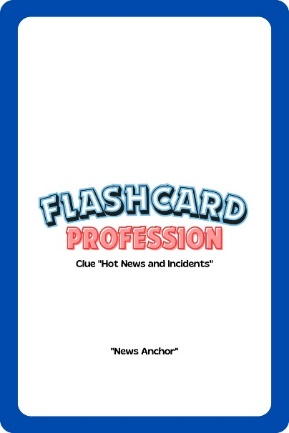 FLASHCARD
PROFESSION
Clue "Hot News and Incidents"
"News Anchor"